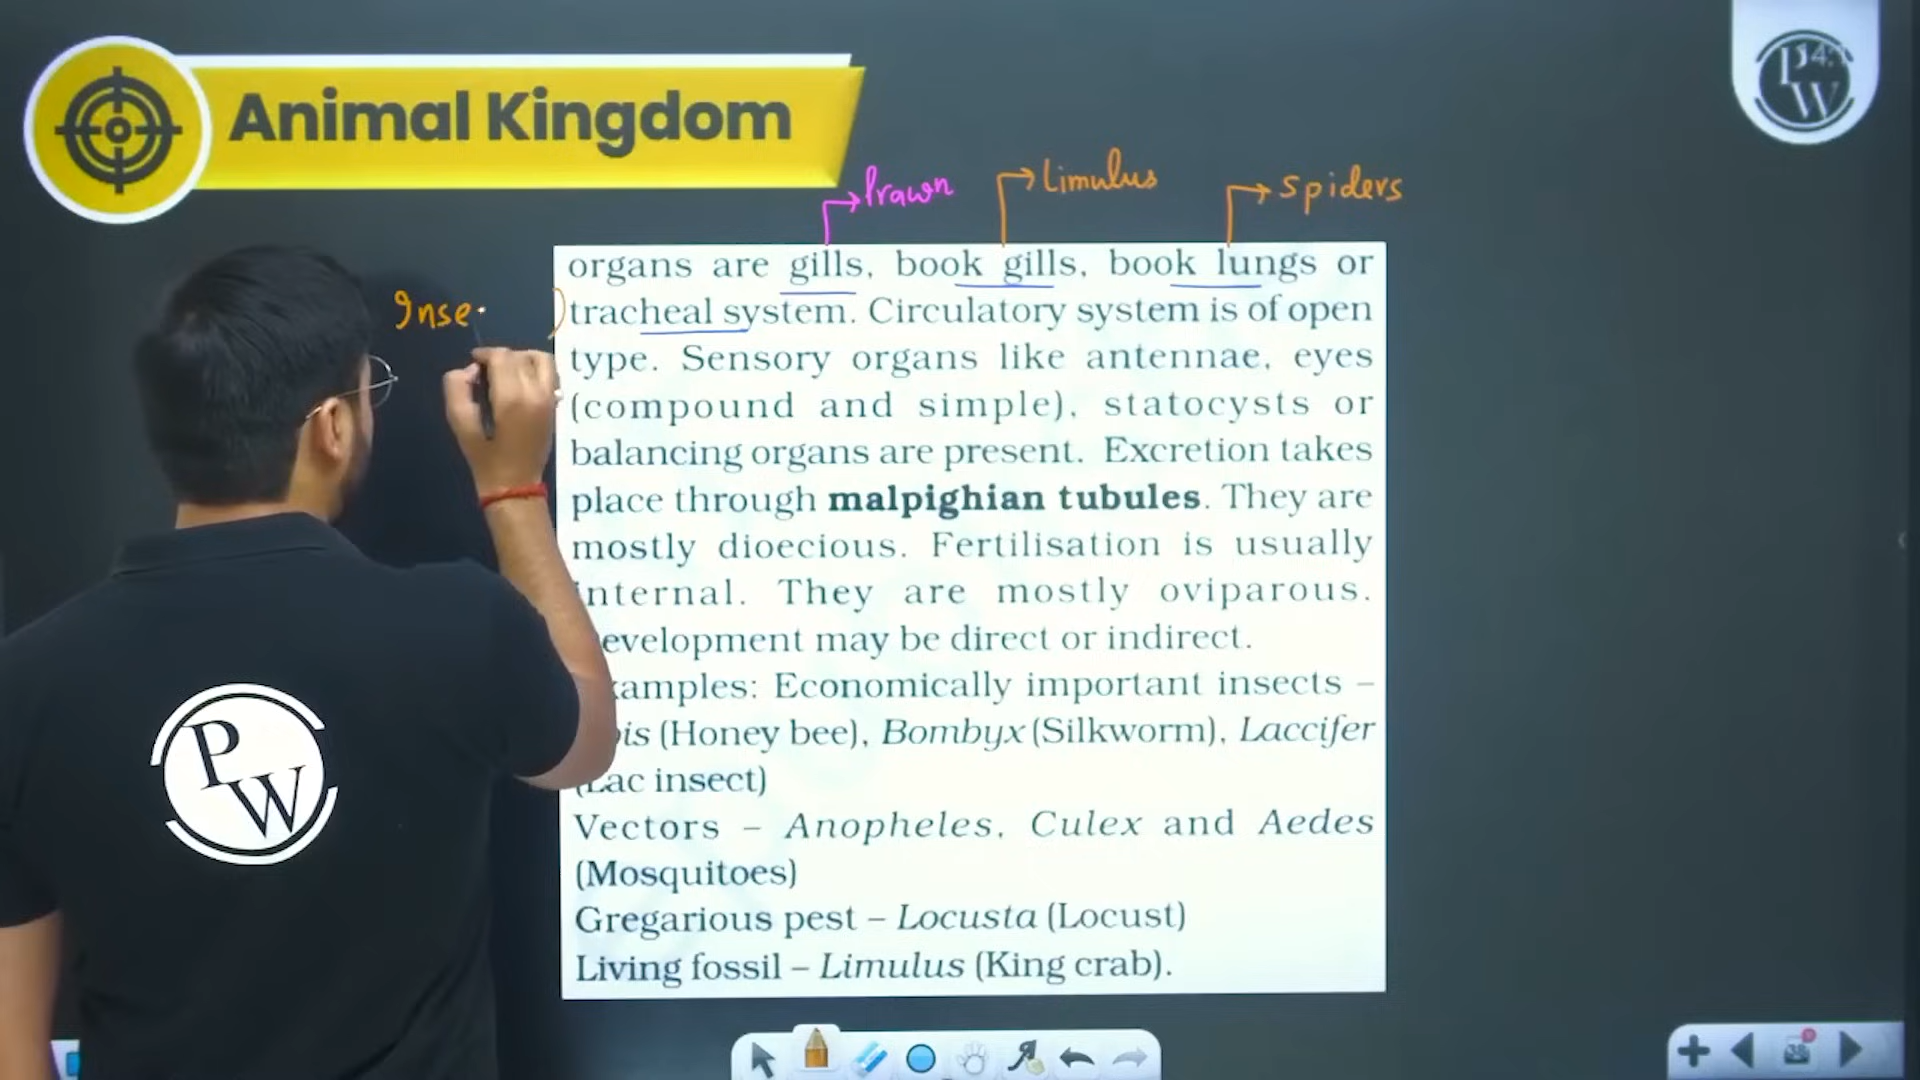 Animal Kingdom
Prawn
Limulus
Spiders
organs are gills, book gills, book lungs or
Inse
tracheal system. Circulatory system is of open
type. Sensory organs like antennae, eyes
(compound and simple), statocysts or
balancing organs are present. Excretion takes
place through malpighian tubules. They are
mostly dioecious. Fertilisation is usually
nternal. They are mostly oviparous.
evelopment may be direct or indirect.
xamples: Economically important insects –
is (Honey bee), Bombyx (Silkworm), Laccifer
(Lac insect)
Vectors – Anopheles, Culex and Aedes
(Mosquitoes)
Gregarious pest – Locusta (Locust)
Living fossil – Limulus (King crab).
PW
PW